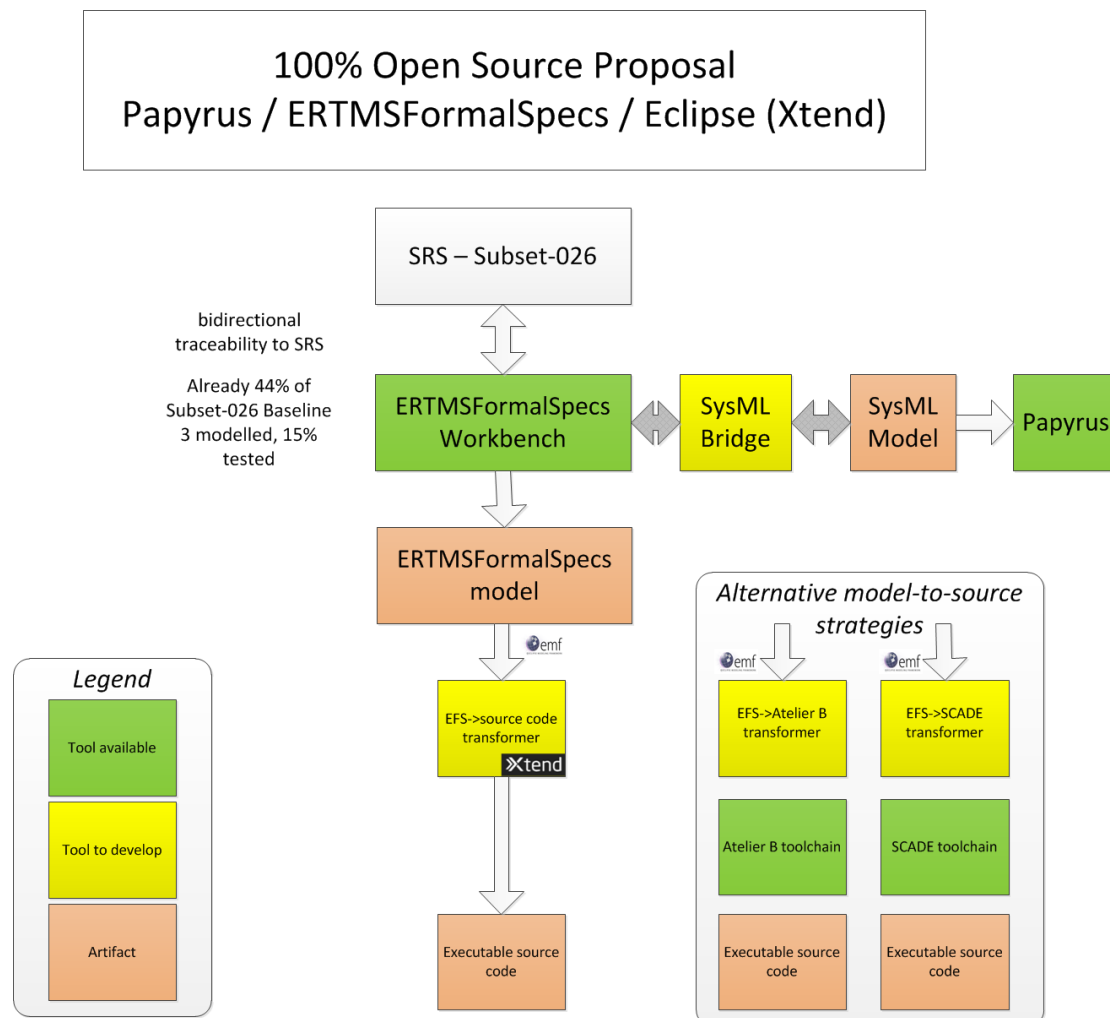 100% Open Source Proposal
Papyrus / ERTMSFormalSpecs / Eclipse (Xtend)
SRS – Subset-026
bidirectional
traceability to SRS
Already 44% of
Subset-026 Baseline
3 modelled, 15%
tested
ERTMSFormalSpecs
Workbench
SysML
Bridge
SysML
Model
Papyrus
ERTMSFormalSpecs
model
emf
EFS->source code
transformer
Xtend
Executable source
code
Alternative model-to-source
strategies
emf
emf
EFS->Atelier B
transformer
EFS->SCADE
transformer
Atelier B toolchain
SCADE toolchain
Executable source
code
Executable source
code
Legend
Tool available
Tool to develop
Artifact